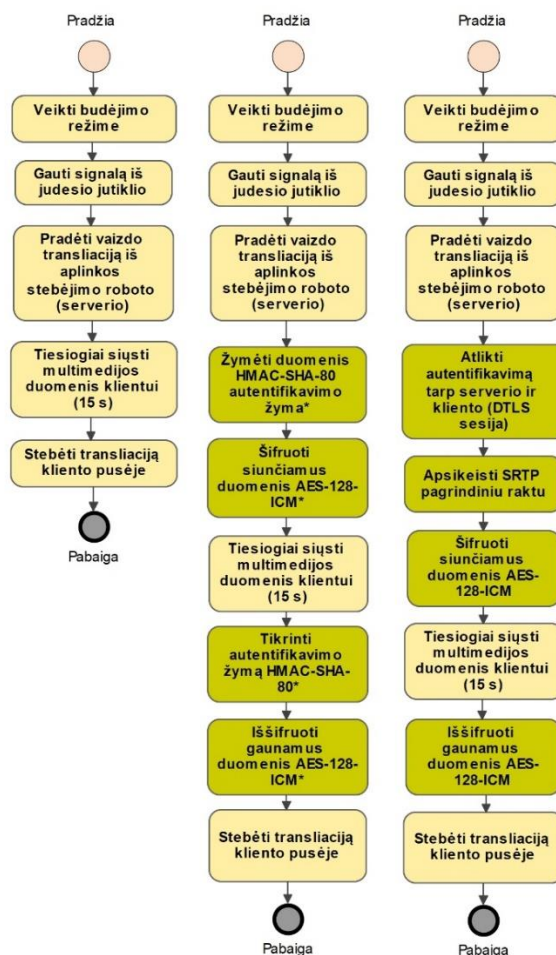 Pradžia
Veikti budėjimo
režime
Gauti signalą iš
judesio jutiklio
Pradėti vaizdo
transliaciją iš
aplinkos
stebėjimo roboto
(serverio)
Tiesiogiai siųsti
multimedijos
duomenis klientui
(15 s)
Stebėti transliaciją
kliento pusėje
Pabaiga
Pradžia
Veikti budėjimo
režime
Gauti signalą iš
judesio jutiklio
Pradėti vaizdo
transliaciją iš
aplinkos
stebėjimo roboto
(serverio)
Žymėti duomenis
HMAC-SHA-80
autentifikavimo
žyma*
Šifruoti
siunčiamus
duomenis AES-128-
ICM*
Tiesiogiai siųsti
multimedijos
duomenis klientui
(15 s)
Tikrinti
autentifikavimo
žymą HMAC-SHA-
80*
Iššifruoti
gaunamus
duomenis AES-128-
ICM*
Stebėti transliaciją
kliento pusėje
Pabaiga
Pradžia
Veikti budėjimo
režime
Gauti signalą iš
judesio jutiklio
Pradėti vaizdo
transliaciją iš
aplinkos
stebėjimo roboto
(serverio)
Atlikti
autentifikavimą
tarp serverio ir
kliento (DTLS
sesija)
Apsikeisti SRTP
pagrindiniu raktu
Šifruoti
siunčiamus
duomenis AES-
128-ICM
Tiesiogiai siųsti
multimedijos
duomenis klientui
(15 s)
Iššifruoti
gaunamus
duomenis AES-
128-ICM
Stebėti transliaciją
kliento pusėje
Pabaiga